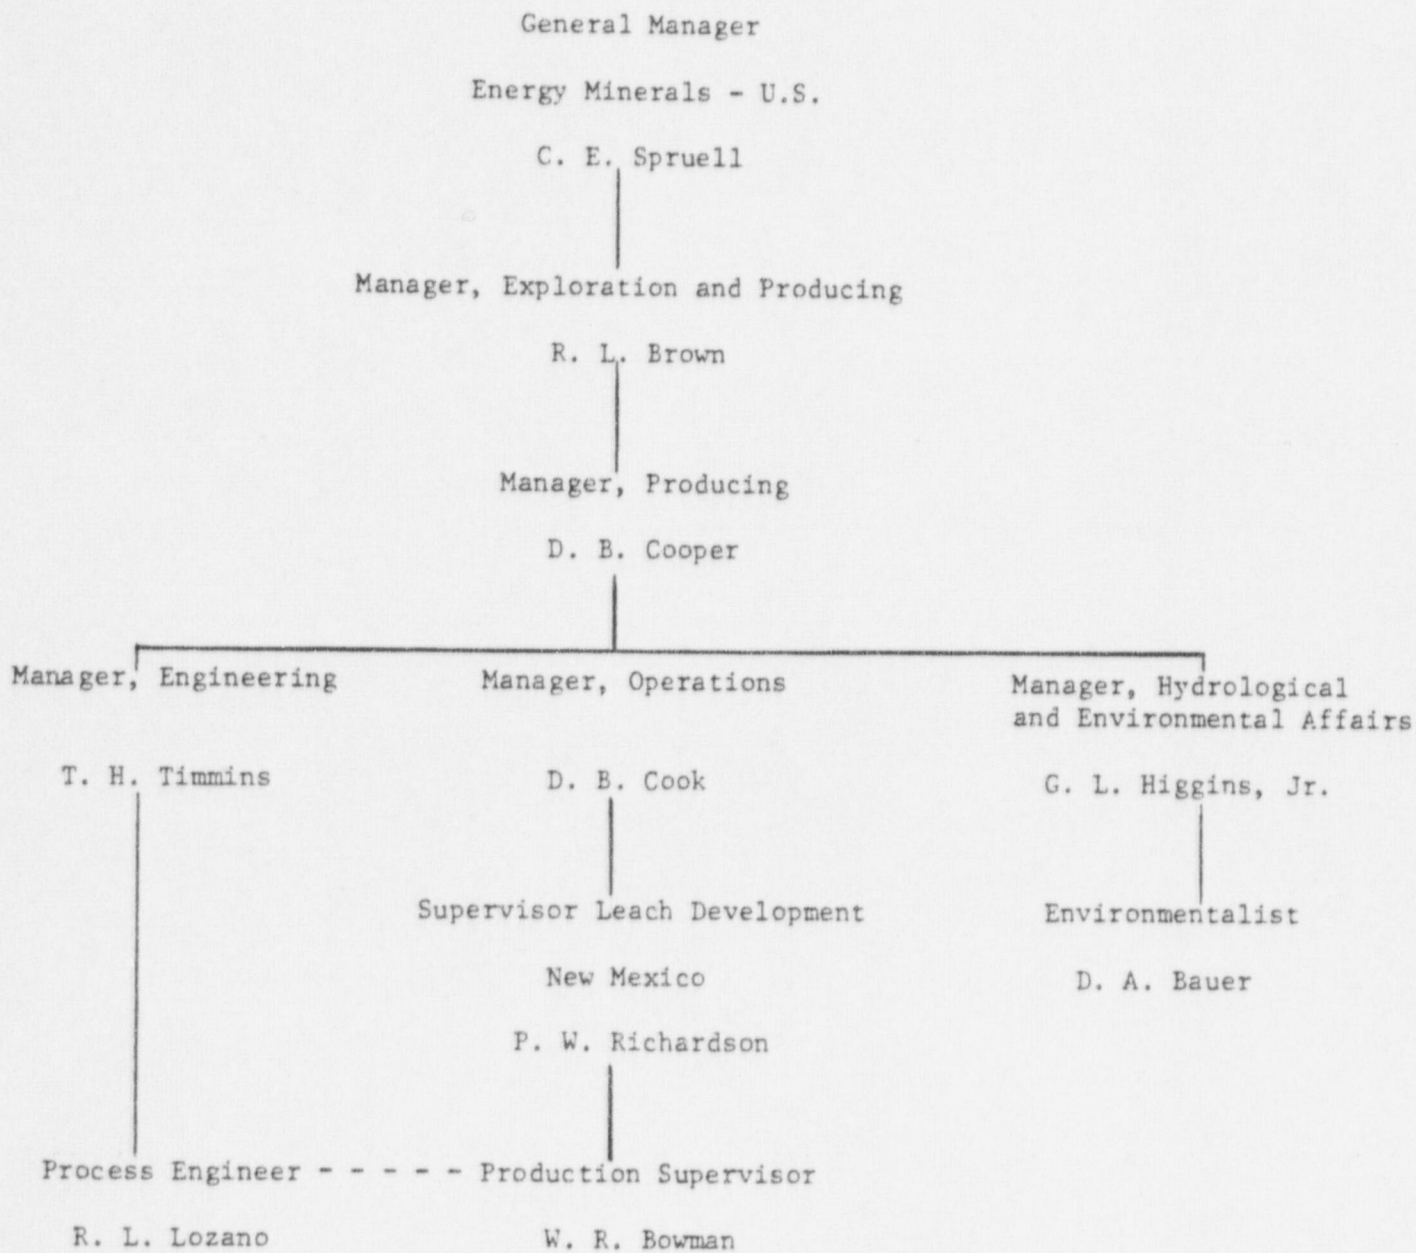 General Manager
Energy Minerals - U.S.
C. E. Spruell
Manager, Exploration and Producing
R. L. Brown
Manager, Producing
D. B. Cooper
Manager, Engineering
Manager, Operations
Manager, Hydrological
and Environmental Affairs
T. H. Timmins
D. B. Cook
G. L. Higgins, Jr.
Supervisor Leach Development
Environmentalist
New Mexico
D. A. Bauer
P. W. Richardson
Process Engineer - - - - - Production Supervisor
R. L. Lozano
W. R. Bowman